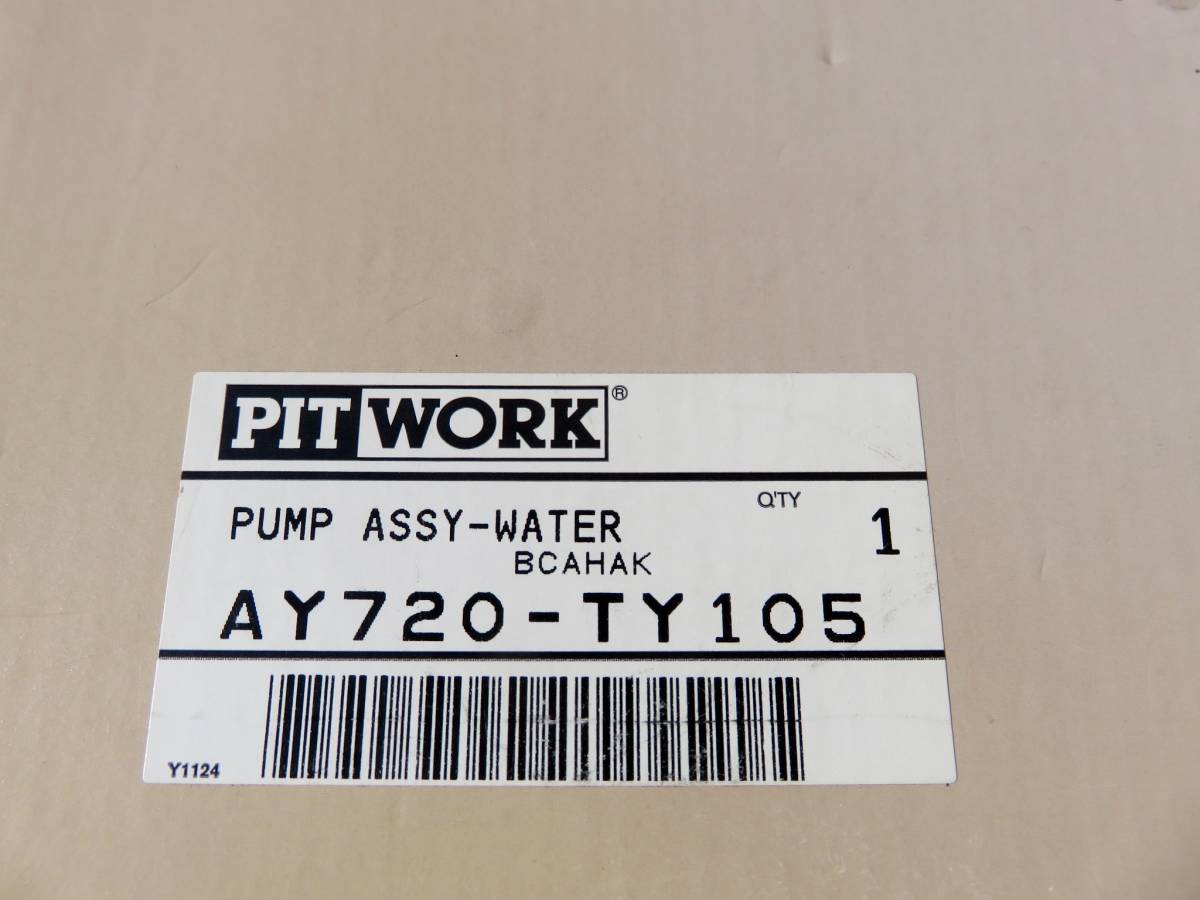 PIT WORK®
PUMP ASSY-WATER
Q'TY 1
BCAHAK
AY720-TY105
Y1124